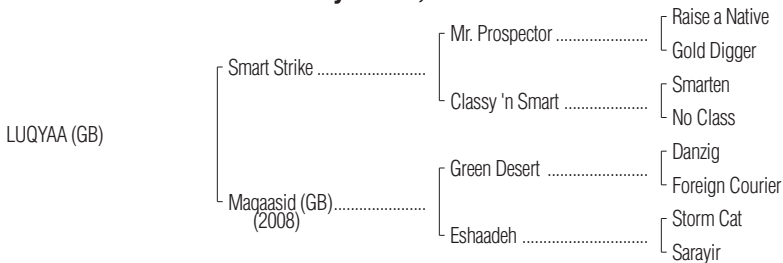 Raise a Native
Mr. Prospector
Gold Digger
Smart Strike
Smarten
Classy 'n Smart
No Class
LUQYAA (GB)
Danzig
Green Desert
Foreign Courier
Maqaasid (GB)
(2008)
Storm Cat
Eshaadeh
Sarayir